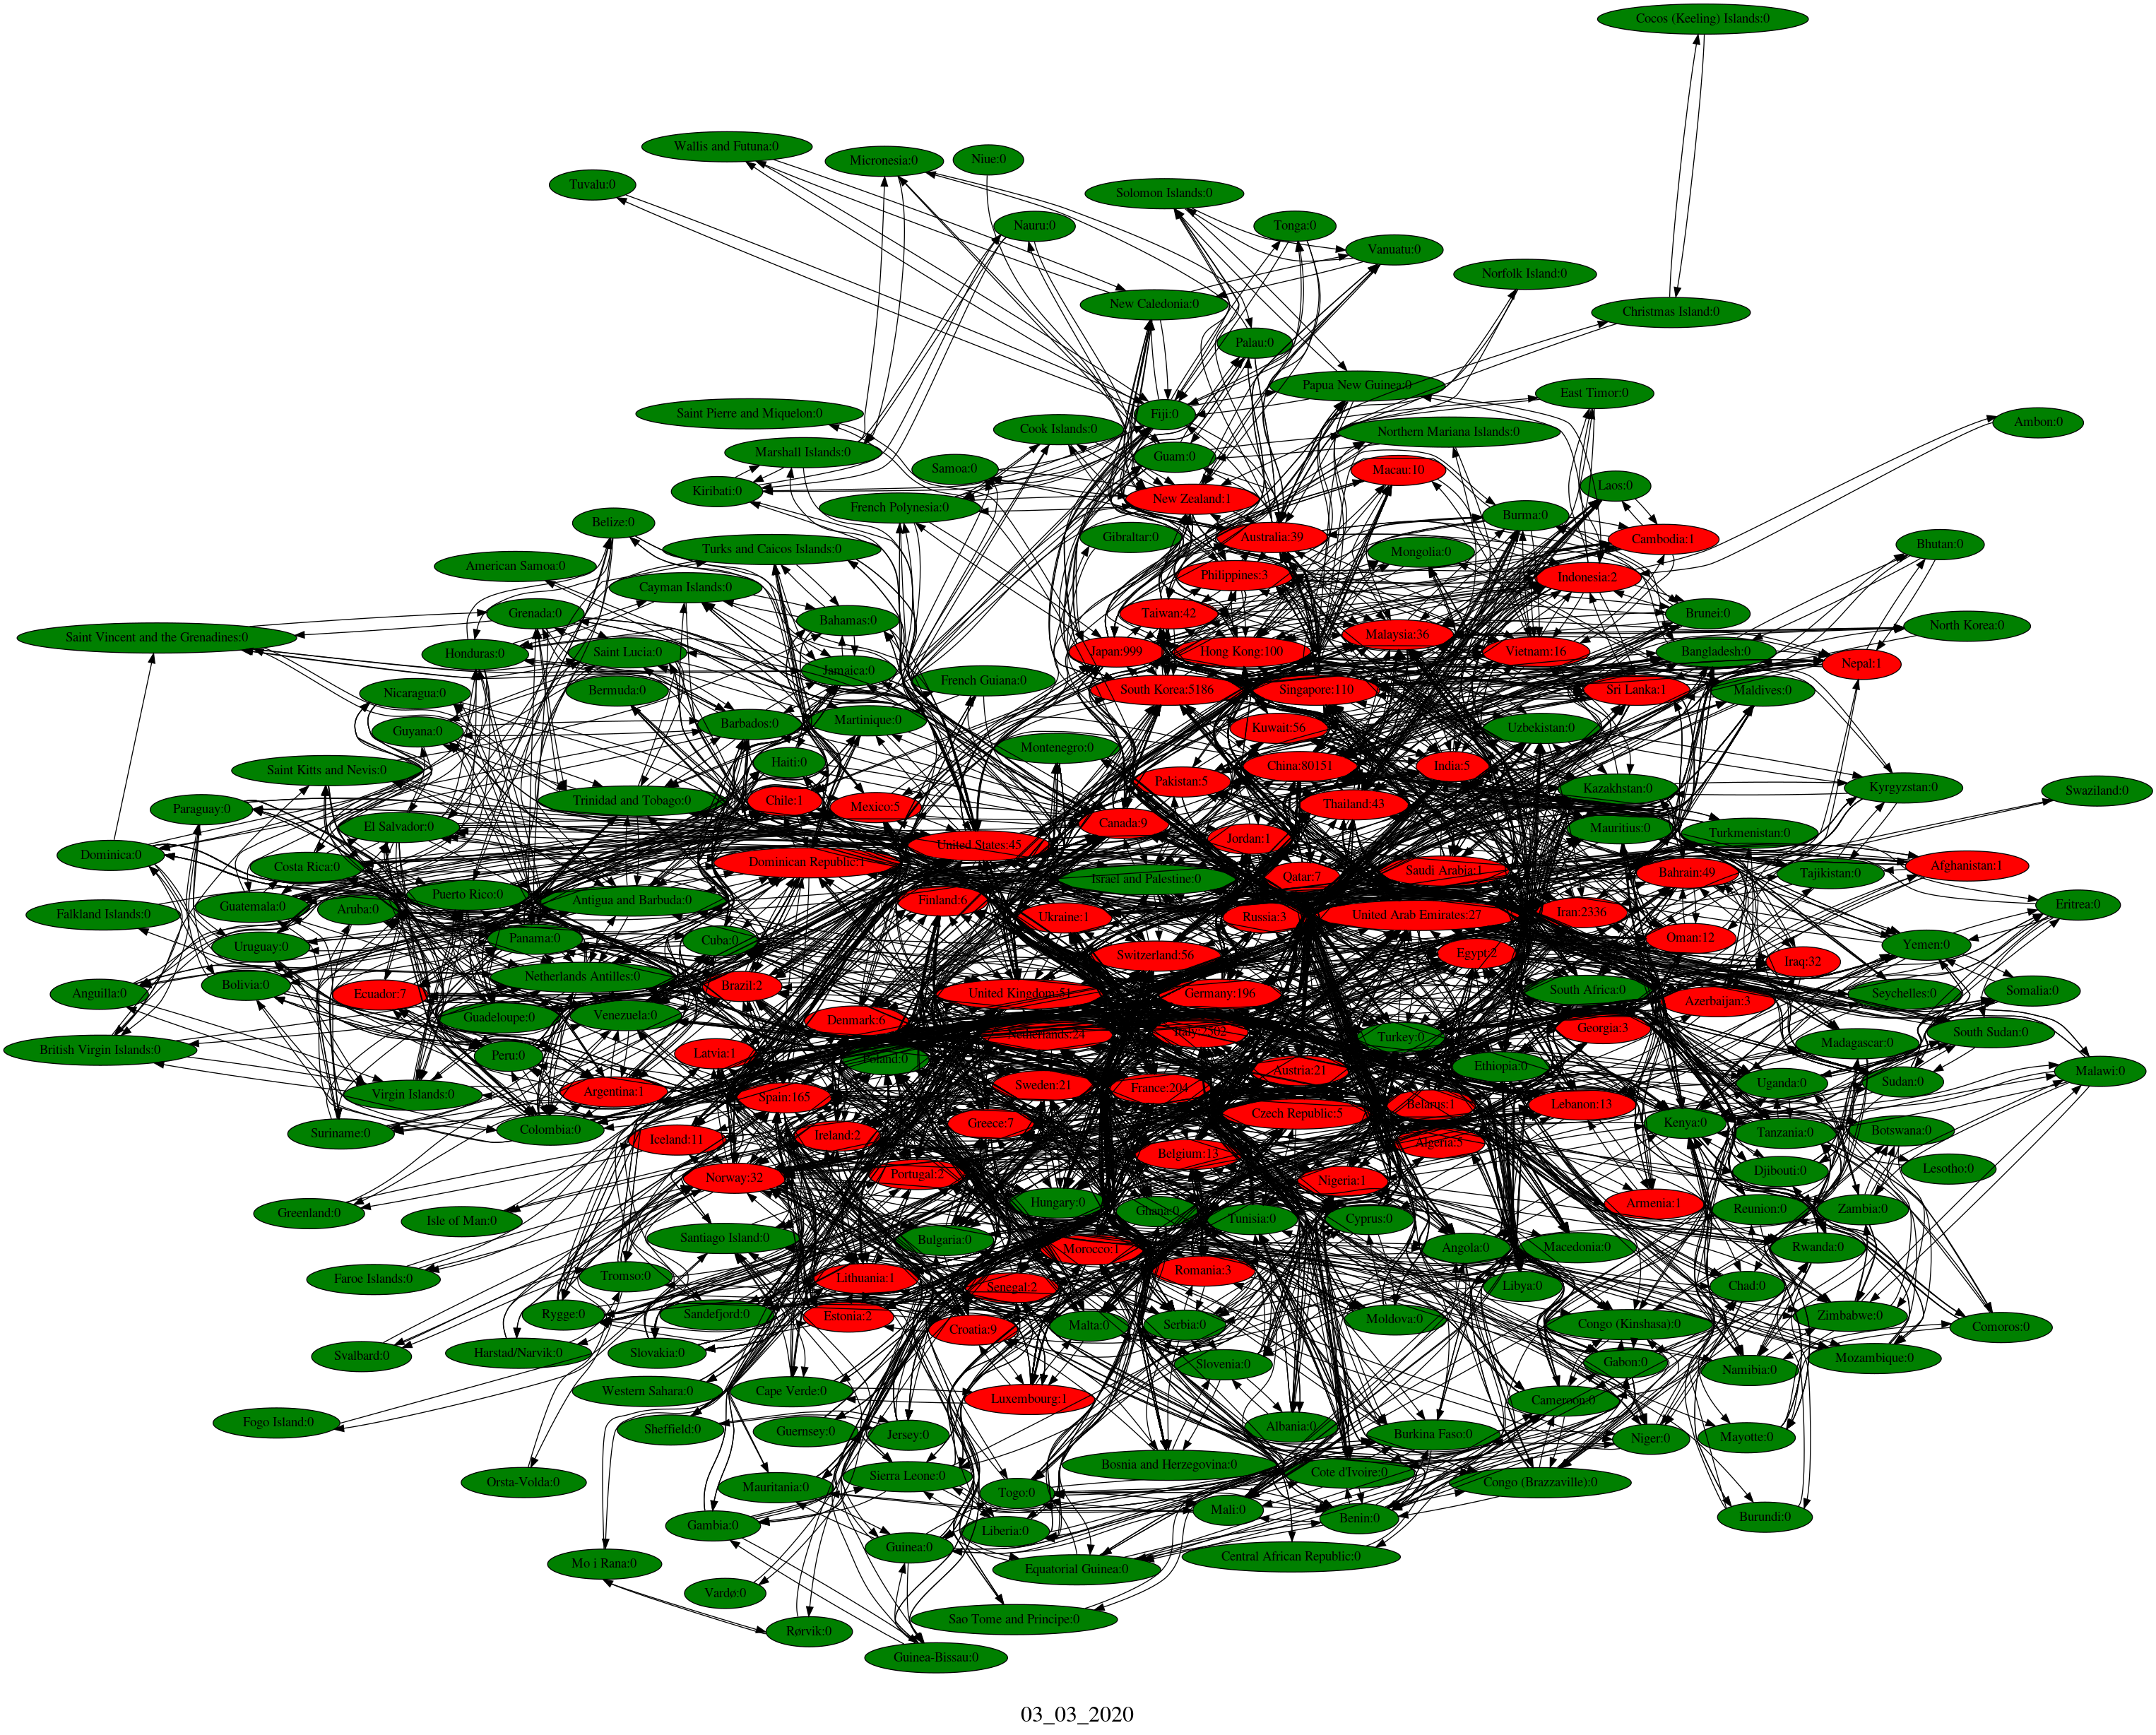 Cocos (Keeling) Islands:0
Wallis and Futuna:0
Micronesia:0
Niue:0
Tuvalu:0
Solomon Islands:0
Nauru:0
Tonga:0
Vanuatu:0
Norfolk Island:0
New Caledonia:0
Christmas Island:0
Palau:0
Papua New Guinea:0
East Timor:0
Saint Pierre and Miquelon:0
Fiji:0
Ambon:0
Cook Islands:0
Northern Mariana Islands:0
Marshall Islands:0
Guam:0
Samoa:0
Macau:10
Kiribati:0
New Zealand:1
Laos:0
French Polynesia:0
Burma:0
Belize:0
Gibraltar:0
Australia:39
Cambodia:1
Turks and Caicos Islands:0
Mongolia:0
Bhutan:0
American Samoa:0
Philippines:3
Indonesia:2
Cayman Islands:0
Grenada:0
Bahamas:0
Taiwan:42
Brunei:0
Saint Vincent and the Grenadines:0
Malaysia:36
North Korea:0
Honduras:0
Saint Lucia:0
Japan:999
Hong Kong:100
Vietnam:16
Bangladesh:0
Nepal:1
Jamaica:0
French Guiana:0
Nicaragua:0
Bermuda:0
South Korea:5186
Singapore:110
Sri Lanka:1
Maldives:0
Guyana:0
Barbados:0
Martinique:0
Kuwait:56
Uzbekistan:0
Montenegro:0
Saint Kitts and Nevis:0
Haiti:0
China:80151
India:5
Pakistan:5
Kazakhstan:0
Kyrgyzstan:0
Swaziland:0
Paraguay:0
Trinidad and Tobago:0
Chile:1
Mexico:5
Thailand:43
El Salvador:0
Canada:9
Jordan:1
Mauritius:0
Turkmenistan:0
Dominica:0
Costa Rica:0
Dominican Republic:1
United States:45
Israel and Palestine:0
Qatar:7
Saudi Arabia:1
Bahrain:49
Tajikistan:0
Afghanistan:1
Falkland Islands:0
Guatemala:0
Aruba:0
Puerto Rico:0
Antigua and Barbuda:0
Finland:6
Ukraine:1
Russia:3
United Arab Emirates:27
Iran:2336
Eritrea:0
Uruguay:0
Panama:0
Cuba:0
Switzerland:56
Egypt:2
Oman:12
Iraq:32
Yemen:0
Anguilla:0
Bolivia:0
Ecuador:7
Netherlands Antilles:0
Brazil:2
United Kingdom:51
Germany:196
South Africa:0
Azerbaijan:3
Seychelles:0
Somalia:0
Guadeloupe:0
Venezuela:0
Denmark:6
Netherlands:24
Italy:2502
Turkey:0
Georgia:3
Madagascar:0
South Sudan:0
British Virgin Islands:0
Peru:0
Latvia:1
Poland:0
Austria:21
Ethiopia:0
Uganda:0
Sudan:0
Malawi:0
Virgin Islands:0
Argentina:1
Spain:165
Sweden:21
France:204
Czech Republic:5
Belarus:1
Lebanon:13
Suriname:0
Colombia:0
Iceland:11
Ireland:2
Greece:7
Algeria:5
Kenya:0
Tanzania:0
Botswana:0
Norway:32
Portugal:2
Belgium:13
Nigeria:1
Djibouti:0
Lesotho:0
Greenland:0
Isle of Man:0
Santiago Island:0
Bulgaria:0
Hungary:0
Ghana:0
Tunisia:0
Cyprus:0
Armenia:1
Reunion:0
Zambia:0
Morocco:1
Angola:0
Macedonia:0
Rwanda:0
Faroe Islands:0
Tromso:0
Lithuania:1
Senegal:2
Romania:3
Libya:0
Chad:0
Rygge:0
Sandefjord:0
Estonia:2
Croatia:9
Malta:0
Serbia:0
Moldova:0
Congo (Kinshasa):0
Zimbabwe:0
Comoros:0
Svalbard:0
Harstad/Narvik:0
Slovakia:0
Slovenia:0
Gabon:0
Namibia:0
Mozambique:0
Western Sahara:0
Cape Verde:0
Luxembourg:1
Cameroon:0
Fogo Island:0
Sheffield:0
Guernsey:0
Jersey:0
Albania:0
Burkina Faso:0
Niger:0
Mayotte:0
Orsta-Volda:0
Mauritania:0
Sierra Leone:0
Bosnia and Herzegovina:0
Cote d'Ivoire:0
Congo (Brazzaville):0
Togo:0
Gambia:0
Liberia:0
Mali:0
Benin:0
Burundi:0
Mo i Rana:0
Guinea:0
Equatorial Guinea:0
Central African Republic:0
Vardø:0
Rørvik:0
Sao Tome and Principe:0
Guinea-Bissau:0
03_03_2020